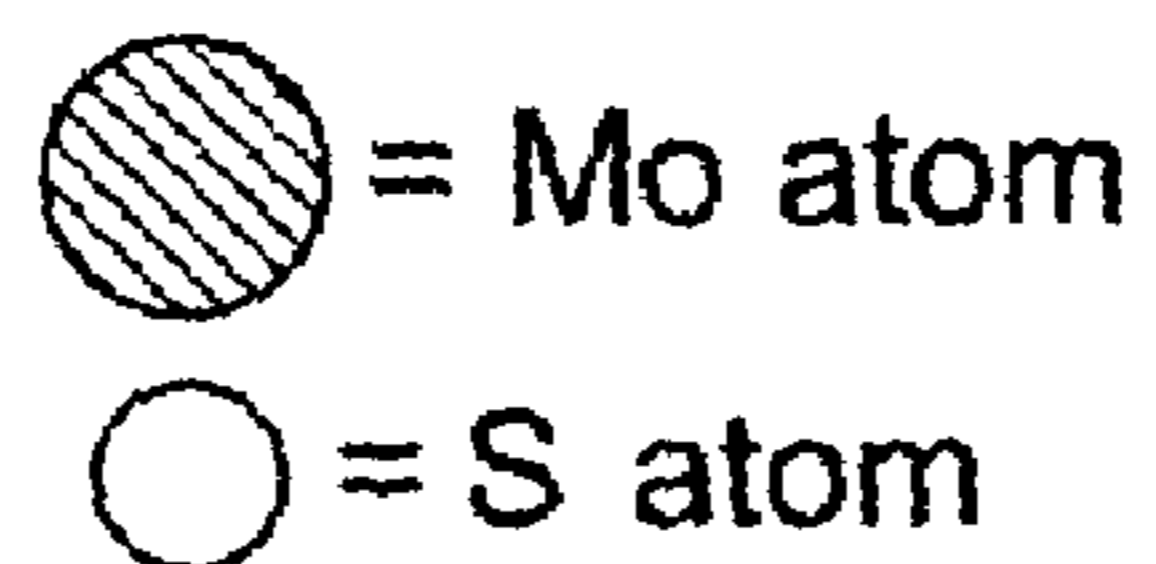 = Mo atom
= S atom